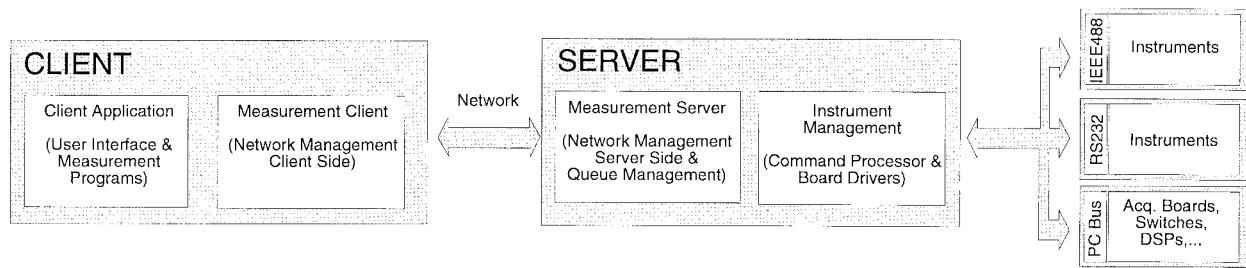 CLIENT
Client Application
(User Interface &
Measurement
Programs)
Measurement Client
(Network Management
Client Side)
Network
SERVER
Measurement Server
(Network Management
Server Side &
Queue Management)
Instrument
Management
(Command Processor &
Board Drivers)
IEEE488
Instruments
RS232
Instruments
PC Bus
Acq. Boards,
Switches,
DSPs,...